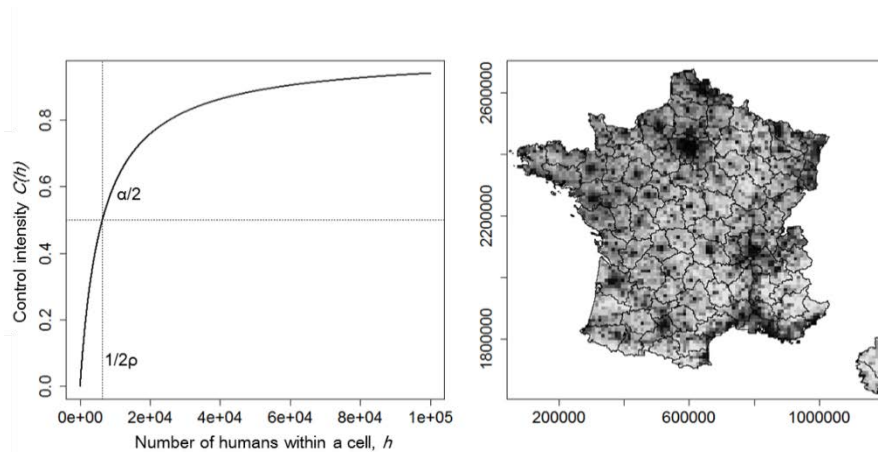 Control intensity C(h)
0.8
0.6
0.4
0.2
0.0
α/2
1/2ρ
0e+00 2e+04 4e+04 6e+04 8e+04 1e+05
Number of humans within a cell, h
2600000
2200000
1800000
200000 600000 1000000